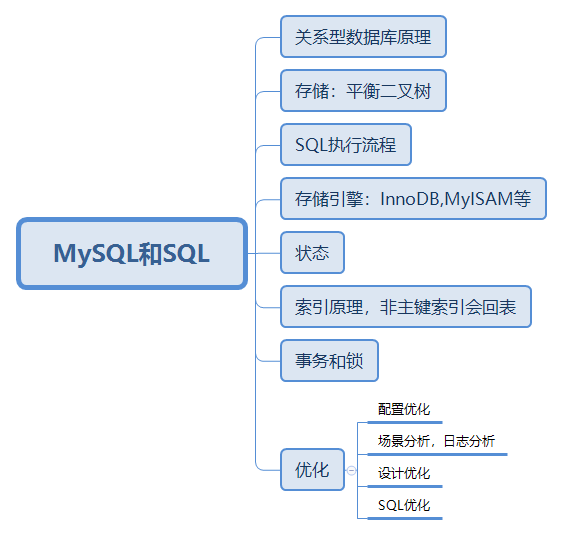 关系型数据库原理
存储：平衡二叉树
SQL执行流程
存储引擎：InnoDB,MyISAM等
MySQL和SQL
状态
索引原理，非主键索引会回表
事务和锁
优化
配置优化
场景分析，日志分析
设计优化
SQL优化